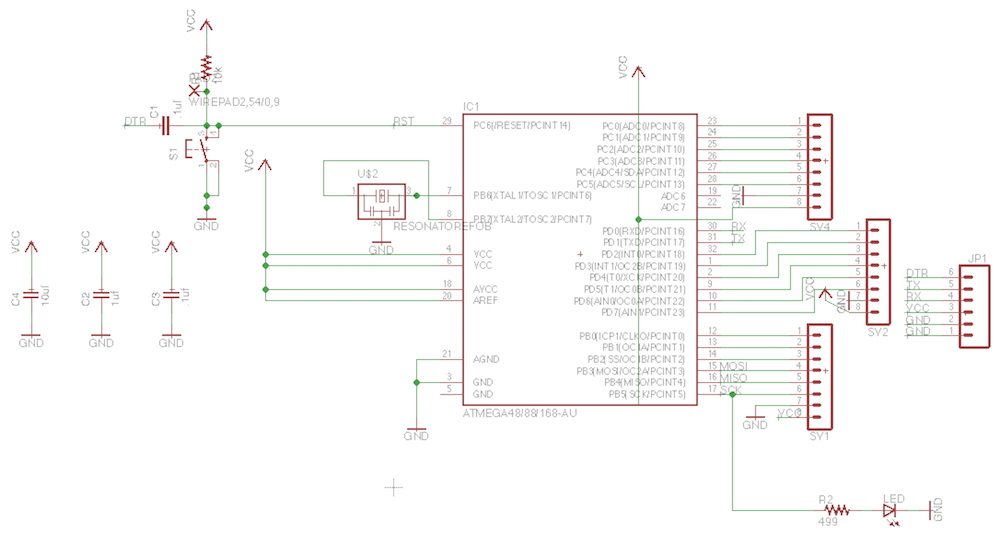 VCC
10k
WIREPAD2,54/0,9
DTR
C1
.1uf
S1
3
4
1
2
RST
VCC
GND
U$2
1
3
2
RESONATOREFOB
GND
VCC
C4
10uf
GND
VCC
C2
1uf
GND
VCC
C3
.1uf
GND
IC1
29 PC6(/RESET/PCINT14)
7 PB6(XTAL1/TOSC1/PCINT6)
8 PB7(XTAL2/TOSC2/PCINT7)
4 VCC
6 VCC
18 AVCC
20 AREF
21 AGND
3 GND
5 GND
GND
ATMEGA48/88/168-AU
VCC
PC0(ADC0/PCINT8) 23
PC1(ADC1/PCINT9) 24
PC2(ADC2/PCINT10) 25
PC3(ADC3/PCINT11) 26
PC4(ADC4/SDA/PCINT12) 27
PC5(ADC5/SCL/PCINT13) 28
ADC6 19
ADC7 22
PD0(RXD/PCINT16) 30 RX
PD1(TXD/PCINT17) 31 TX
PD2(INT0/PCINT18) 32
PD3(INT1/OC2B/PCINT19) 1
PD4(T0/XCK/PCINT20) 2
PD5(T1/OC0B/PCINT21) 9
PD6(AIN0/OC0A/PCINT22) 10
PD7(AIN1/PCINT23) 11
PB0(ICP1/CLKO/PCINT0) 12
PB1(OC1A/PCINT1) 13
PB2(SS/OC1B/PCINT2) 14
PB3(MOSI/OC2A/PCINT3) 15 MOSI
PB4(MISO/PCINT4) 16 MISO
PB5(SCK/PCINT5) 17 SCK
1
2
3
4
5
6
7
8
GND
SV4
1
2
3
4
5
6
7
8
VCC
GND
SV2
1
2
3
4
5
6
7
8
GND
VCC
SV1
JP1
DTR 6
TX 5
RX 4
VCC 3
GND 2
GND 1
R2
499
LED
GND